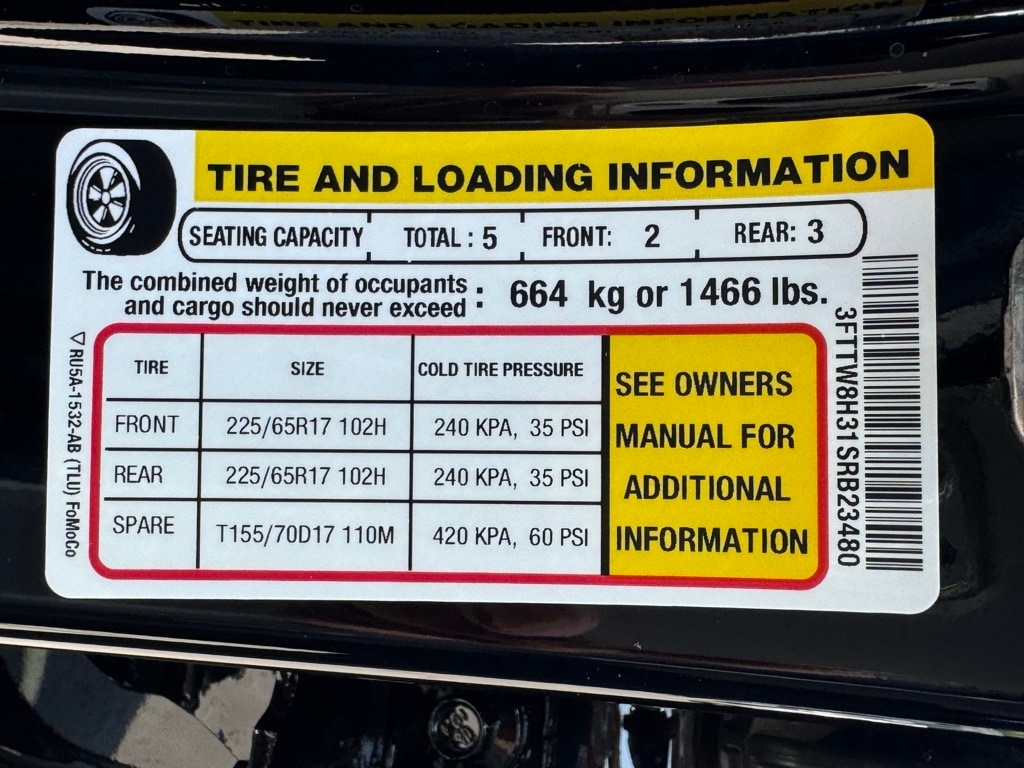 TIRE AND LOADING INFORMATION
SEATING CAPACITY TOTAL : 5 FRONT: 2 REAR: 3
The combined weight of occupants
and cargo should never exceed : 664 kg or 1466 lbs.
TIRE SIZE COLD TIRE PRESSURE
FRONT 225/65R17 102H 240 KPA, 35 PSI
REAR 225/65R17 102H 240 KPA, 35 PSI
SPARE T155/70D17 110M 420 KPA, 60 PSI
SEE OWNERS
MANUAL FOR
ADDITIONAL
INFORMATION
3FTTW8H31SRB23480
RU5A-1532-AB (TLU) FoMoCo